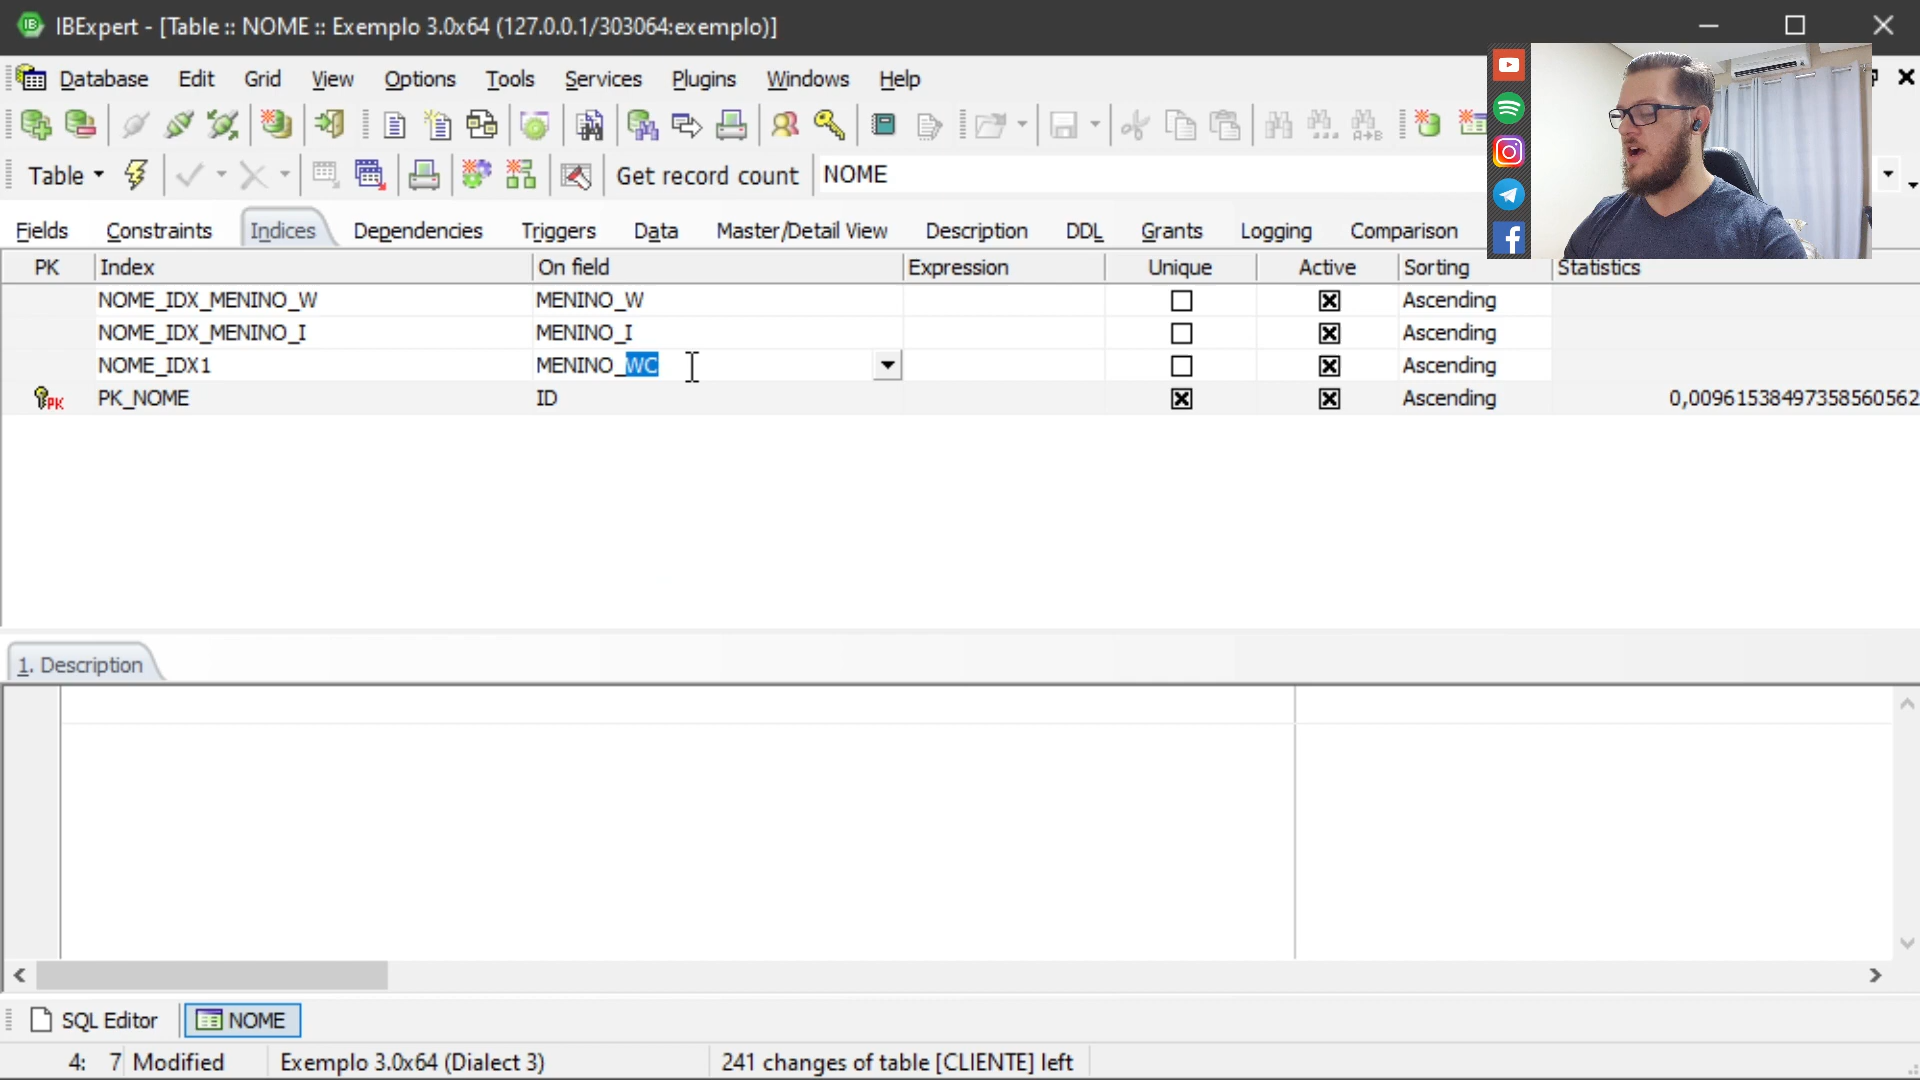 IBExpert - [Table :: NOME :: Exemplo 3.0x64 (127.0.0.1/303064:exemplo)]
Database Edit Grid View Options Tools Services Plugins Windows Help
Table Get record count NOME
Fields Constraints Indices Dependencies Triggers Data Master/Detail View Description DDL Grants Logging Comparison
PK Index On field Expression Unique Active Sorting Statistics
NOME_IDX_MENINO_W MENINO_W Ascending
NOME_IDX_MENINO_I MENINO_I Ascending
NOME_IDX1 MENINO_WC Ascending
PK PK_NOME ID Ascending 0,00961538497358560562
1. Description
SQL Editor NOME
4: 7 Modified Exemplo 3.0x64 (Dialect 3) 241 changes of table [CLIENTE] left